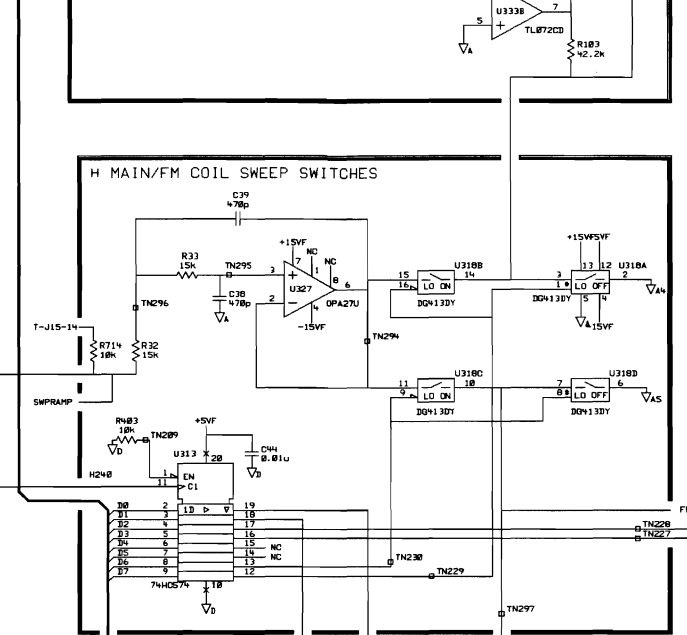 7
U333B
5
+
TL072CD
A
R103
42.2k
H MAIN/FM COIL SWEEP SWITCHES
C39
470p
+15VF
NC
7
1
NC
8
R33
15k
TN295
3
+
U327
6
OPA27U
2
−
4
-15VF
C38
470p
A
TN296
TN294
15
U318B
14
16
LO ON
DG413DY
+15VF
5VF
13
12
U318A
3
2
1
LO OFF
DG413DY
5
4
A
-15VF
A4
T-J15-14
R714
10k
R32
15k
SWPRAMP
11
U318C
10
9
LO ON
DG413DY
7
U318D
6
8
LO OFF
DG413DY
A5
R403
10k
TN209
D
+5VF
U313
20
C44
0.01u
D
H240
1
EN
11
C1
D0
2
1D
19
D1
3
18
D2
4
17
D3
5
16
D4
6
15
NC
D5
7
14
NC
D6
8
13
D7
9
12
74HC574
10
D
TN230
TN229
TN228
TN227
TN297